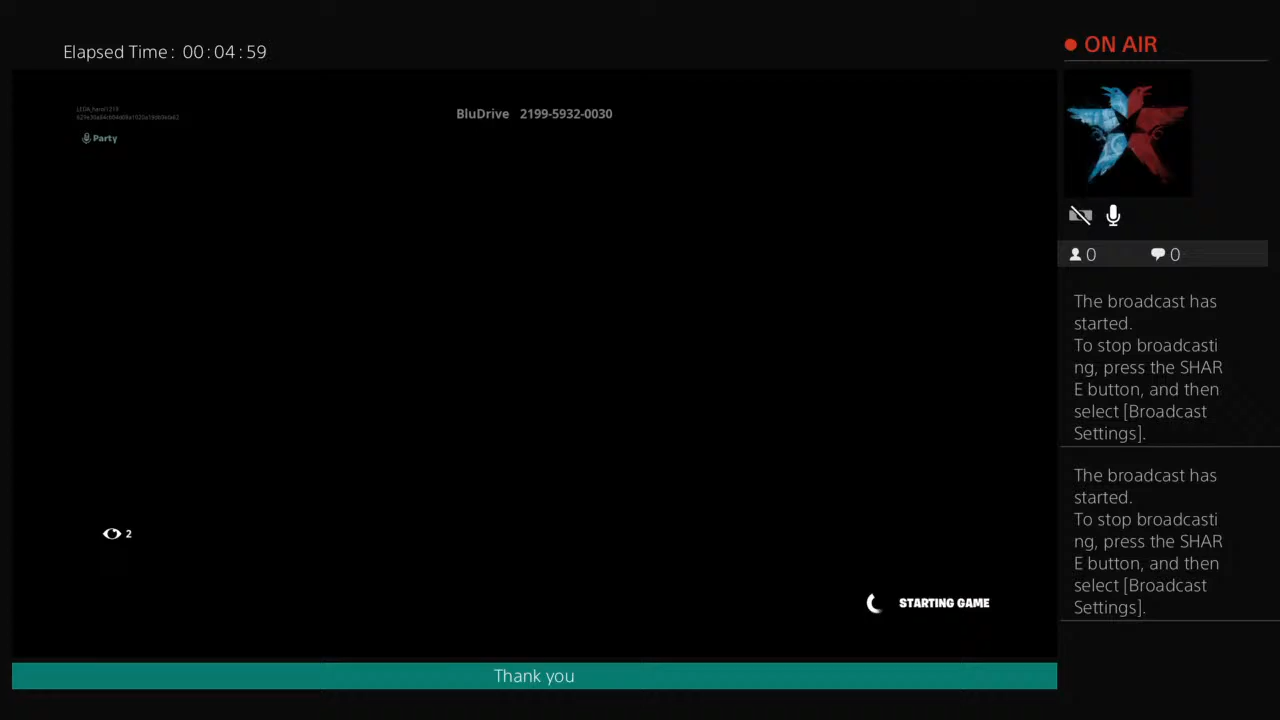 Elapsed Time: 00:04:59
ON AIR
BluDrive 2199-5932-0030
Party
0 0
The broadcast has
started.
To stop broadcasti
ng, press the SHAR
E button, and then
select [Broadcast
Settings].
The broadcast has
started.
To stop broadcasti
ng, press the SHAR
E button, and then
select [Broadcast
Settings].
2
STARTING GAME
Thank you